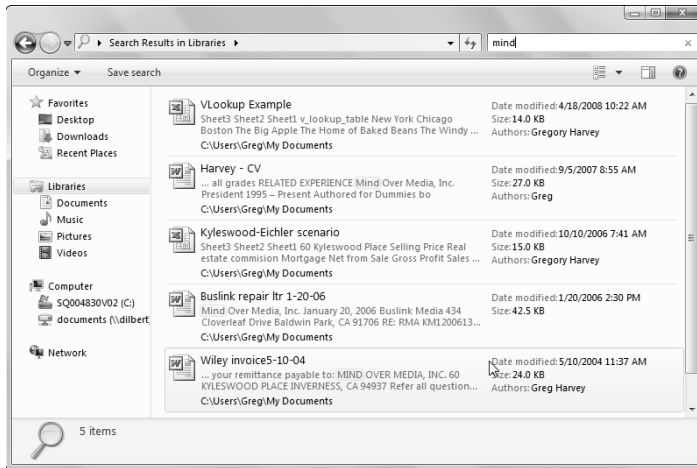 Search Results in Libraries
mind
Organize
Save search
Favorites
Desktop
Downloads
Recent Places
Libraries
Documents
Music
Pictures
Videos
Computer
SQ004830V02 (C:)
documents (\\dilbert)
Network
VLookup Example
Sheet3 Sheet2 Sheet1 v_lookup_table New York Chicago
Boston The Big Apple The Home of Baked Beans The Windy ...
C:\Users\Greg\My Documents
Date modified: 4/18/2008 10:22 AM
Size: 14.0 KB
Authors: Gregory Harvey
Harvey - CV
... all grades RELATED EXPERIENCE Mind Over Media, Inc.
President 1995 – Present Authored for Dummies bo
C:\Users\Greg\My Documents
Date modified: 9/5/2007 8:55 AM
Size: 27.0 KB
Authors: Greg
Kyleswood-Eichler scenario
Sheet3 Sheet2 Sheet1 60 Kyleswood Place Selling Price Real
estate commision Mortgage Net from Sale Gross Profit Sales ...
C:\Users\Greg\My Documents
Date modified: 10/10/2006 7:41 AM
Size: 15.0 KB
Authors: Greg Harvey
Buslink repair ltr 1-20-06
Mind Over Media, Inc. January 20, 2006 Buslink Media 434
Cloverleaf Drive Baldwin Park, CA 91706 RE: RMA KM1200613...
C:\Users\Greg\My Documents
Date modified: 1/20/2006 2:30 PM
Size: 42.5 KB
Wiley invoice5-10-04
... your remittance payable to: MIND OVER MEDIA, INC. 60
KYLESWOOD PLACE INVERNESS, CA 94937 Refer all question...
C:\Users\Greg\My Documents
Date modified: 5/10/2004 11:37 AM
Size: 24.0 KB
Authors: Greg Harvey
5 items